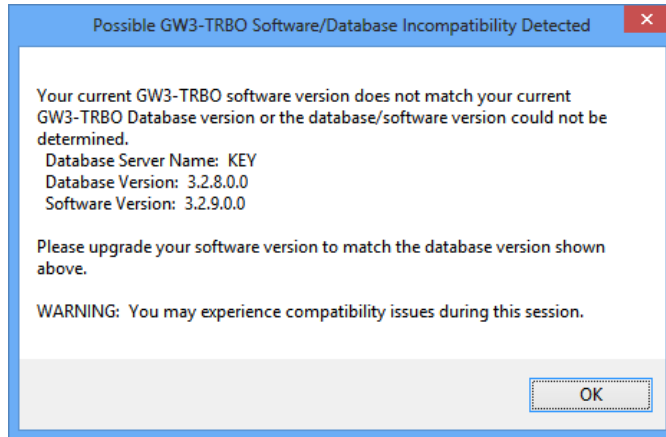 Possible GW3-TRBO Software/Database Incompatibility Detected
Your current GW3-TRBO software version does not match your current
GW3-TRBO Database version or the database/software version could not be
determined.
Database Server Name: KEY
Database Version: 3.2.8.0.0
Software Version: 3.2.9.0.0
Please upgrade your software version to match the database version shown
above.
WARNING: You may experience compatibility issues during this session.
OK